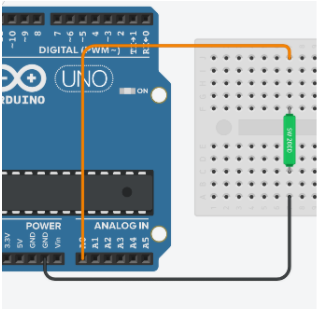 ~10
~9
8
7
~6
~5
4
~3
2
TX→1
RX←0
DIGITAL (PWM~)
UNO
ARDUINO
ON
POWER
ANALOG IN
3.3V
5V
GND
GND
Vin
A0
A1
A2
A3
A4
A5